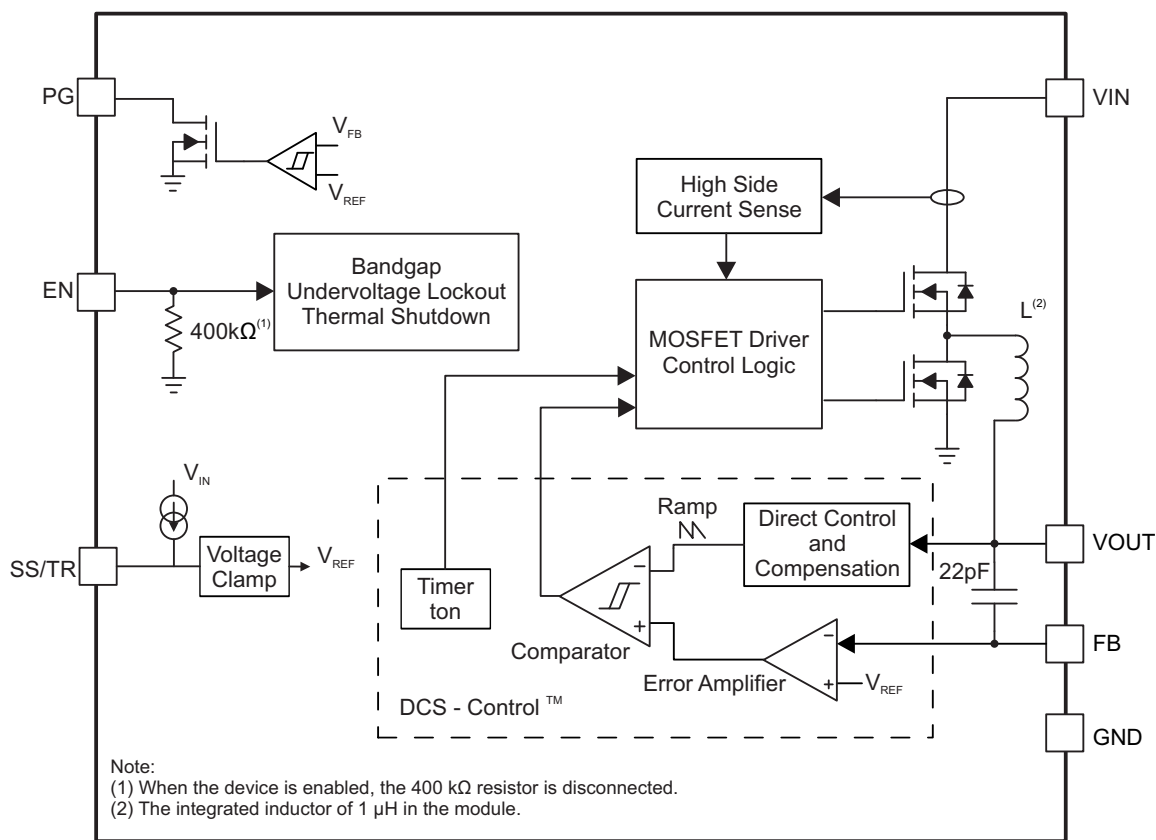 PG
VIN
V_FB
V_REF
High Side
Current Sense
EN
Bandgap
Undervoltage Lockout
Thermal Shutdown
400kΩ(1)
MOSFET Driver
Control Logic
L(2)
V_IN
SS/TR
Voltage
Clamp
V_REF
Ramp
Direct Control
and
Compensation
VOUT
22pF
Timer
ton
−
+
Comparator
−
+
V_REF
Error Amplifier
FB
DCS - Control ™
GND
Note:
(1) When the device is enabled, the 400 kΩ resistor is disconnected.
(2) The integrated inductor of 1 µH in the module.